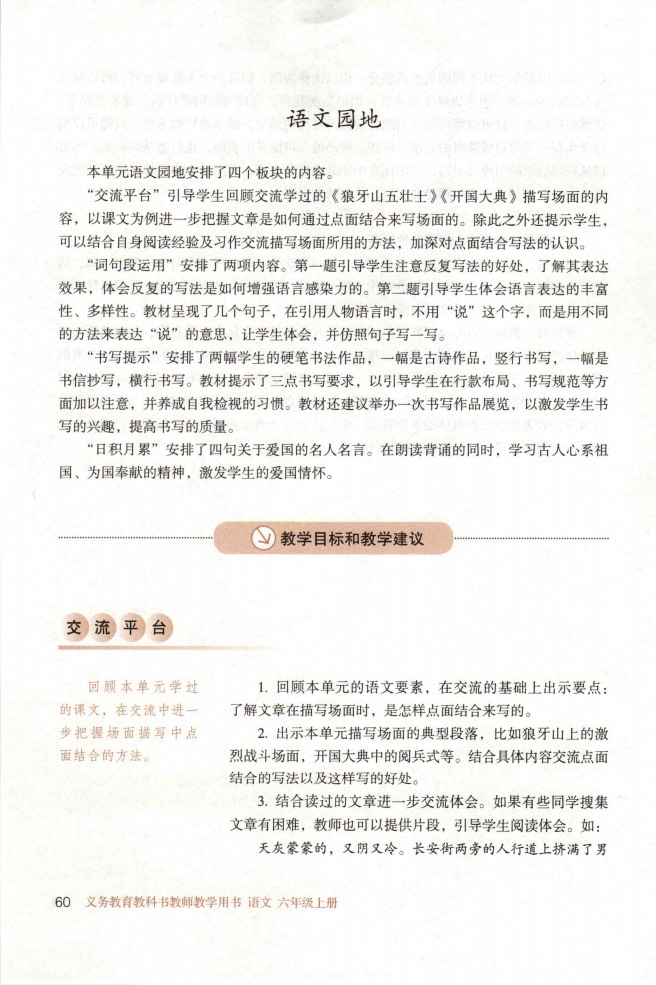 语文园地
本单元语文园地安排了四个板块的内容。
“交流平台”引导学生回顾交流学过的《狼牙山五壮士》《开国大典》描写场面的内
容，以课文为例进一步把握文章是如何通过点面结合来写场面的。除此之外还提示学生，
可以结合自身阅读经验及习作交流描写场面所用的方法，加深对点面结合写法的认识。
“词句段运用”安排了两项内容。第一题引导学生注意反复写法的好处，了解其表达
效果，体会反复的写法是如何增强语言感染力的。第二题引导学生体会语言表达的丰富
性、多样性。教材呈现了几个句子，在引用人物语言时，不用“说”这个字，而是用不同
的方法来表达“说”的意思，让学生体会，并仿照句子写一写。
“书写提示”安排了两幅学生的硬笔书法作品，一幅是古诗作品，竖行书写，一幅是
书信抄写，横行书写。教材提示了三点书写要求，以引导学生在行款布局、书写规范等方
面加以注意，并养成自我检视的习惯。教材还建议举办一次书写作品展览，以激发学生书
写的兴趣，提高书写的质量。
“日积月累”安排了四句关于爱国的名人名言。在朗读背诵的同时，学习古人心系祖
国、为国奉献的精神，激发学生的爱国情怀。
教学目标和教学建议
交流平台
回顾本单元学过
的课文，在交流中进一
步把握场面描写中点
面结合的方法。
1. 回顾本单元的语文要素，在交流的基础上出示要点：
了解文章在描写场面时，是怎样点面结合来写的。
2. 出示本单元描写场面的典型段落，比如狼牙山上的激
烈战斗场面，开国大典中的阅兵式等。结合具体内容交流点面
结合的写法以及这样写的好处。
3. 结合读过的文章进一步交流体会。如果有些同学搜集
文章有困难，教师也可以提供片段，引导学生阅读体会。如：
天灰蒙蒙的，又阴又冷。长安街两旁的人行道上挤满了男
60 义务教育教科书教师教学用书 语文 六年级上册